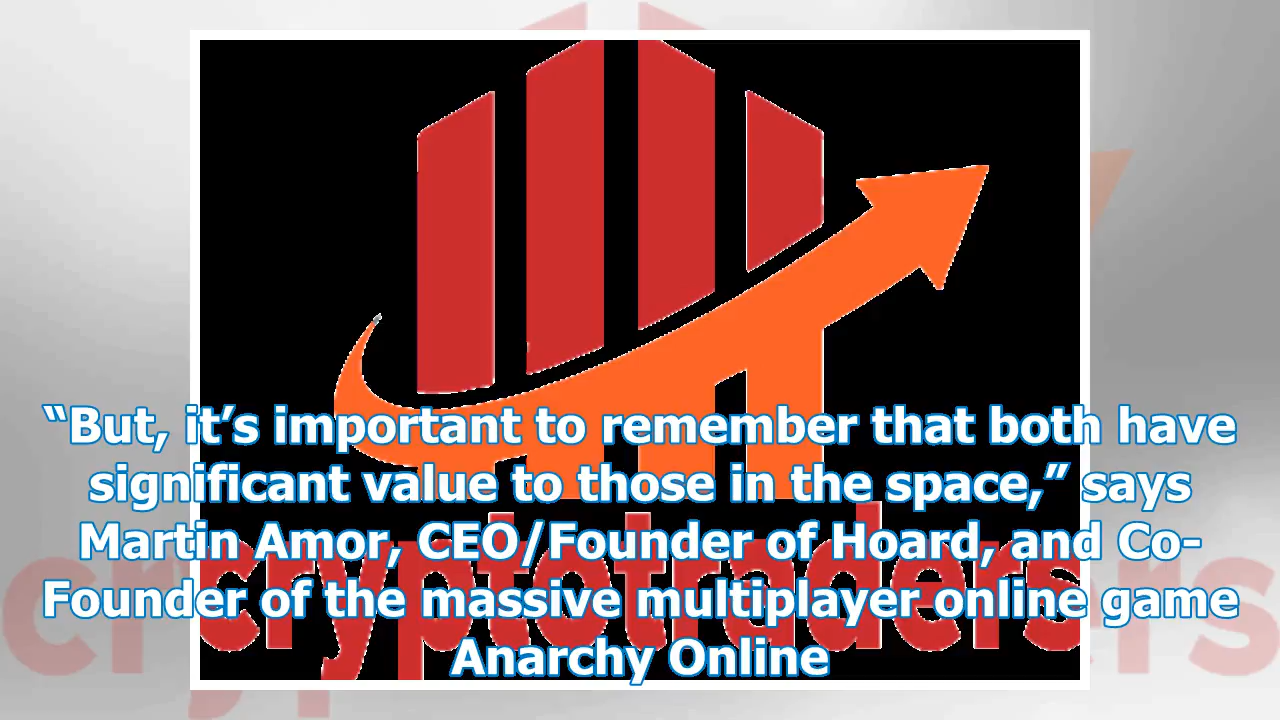 “But, it’s important to remember that both have
significant value to those in the space,” says
Martin Amor, CEO/Founder of Hoard, and Co-
Founder of the massive multiplayer online game
Anarchy Online
cryptotraders